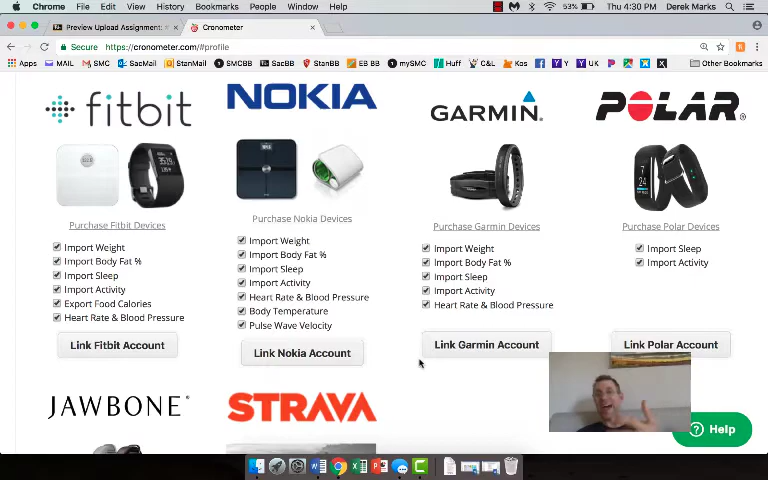 Chrome File Edit View History Bookmarks People Window Help 53% Thu 4:30 PM Derek Marks
Preview Upload Assignment: Cronometer
Secure https://cronometer.com/#profile
Apps MAIL SMC SacMail StanMail SMCBB SacBB StanBB EB BB mySMC Huff C&L Kos Y UK Other Bookmarks
fitbit
NOKIA
GARMIN
POLAR
Purchase Fitbit Devices
Purchase Nokia Devices
Purchase Garmin Devices
Purchase Polar Devices
Import Weight
Import Body Fat %
Import Sleep
Import Activity
Export Food Calories
Heart Rate & Blood Pressure
Link Fitbit Account
Import Weight
Import Body Fat %
Import Sleep
Import Activity
Heart Rate & Blood Pressure
Body Temperature
Pulse Wave Velocity
Link Nokia Account
Import Weight
Import Body Fat %
Import Sleep
Import Activity
Heart Rate & Blood Pressure
Link Garmin Account
Import Sleep
Import Activity
Link Polar Account
JAWBONE®
STRAVA
Help